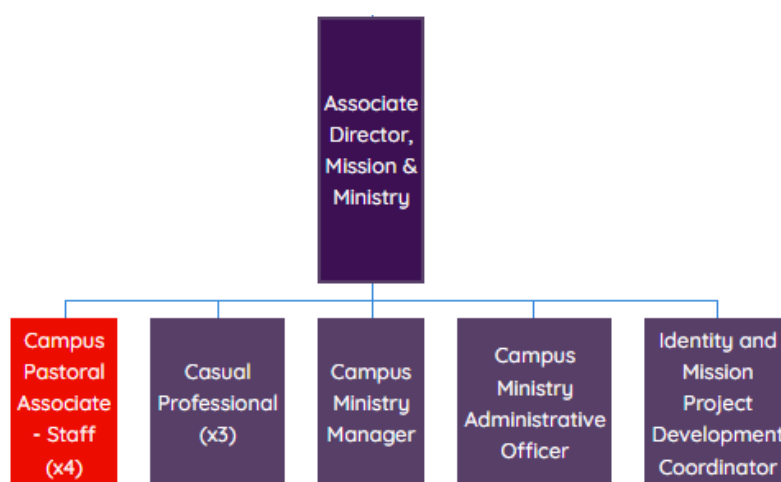 Associate
Director,
Mission &
Ministry
Campus
Pastoral
Associate
- Staff
(x4)
Casual
Professional
(x3)
Campus
Ministry
Manager
Campus
Ministry
Administrative
Officer
Identity and
Mission
Project
Development
Coordinator